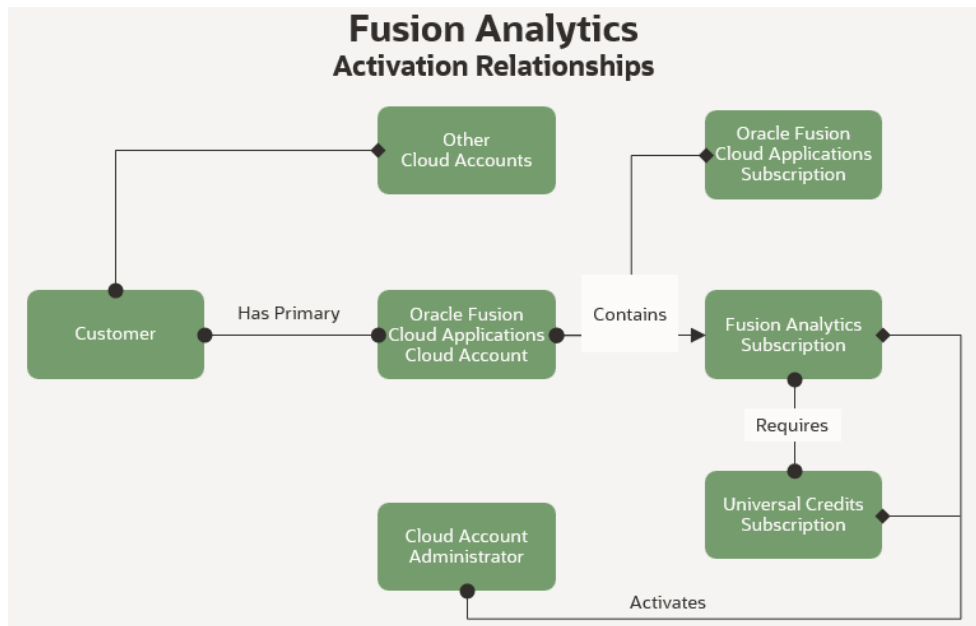 Fusion Analytics
Activation Relationships
Other
Cloud Accounts
Oracle Fusion
Cloud Applications
Subscription
Customer
Has Primary
Oracle Fusion
Cloud Applications
Cloud Account
Contains
Fusion Analytics
Subscription
Requires
Universal Credits
Subscription
Cloud Account
Administrator
Activates